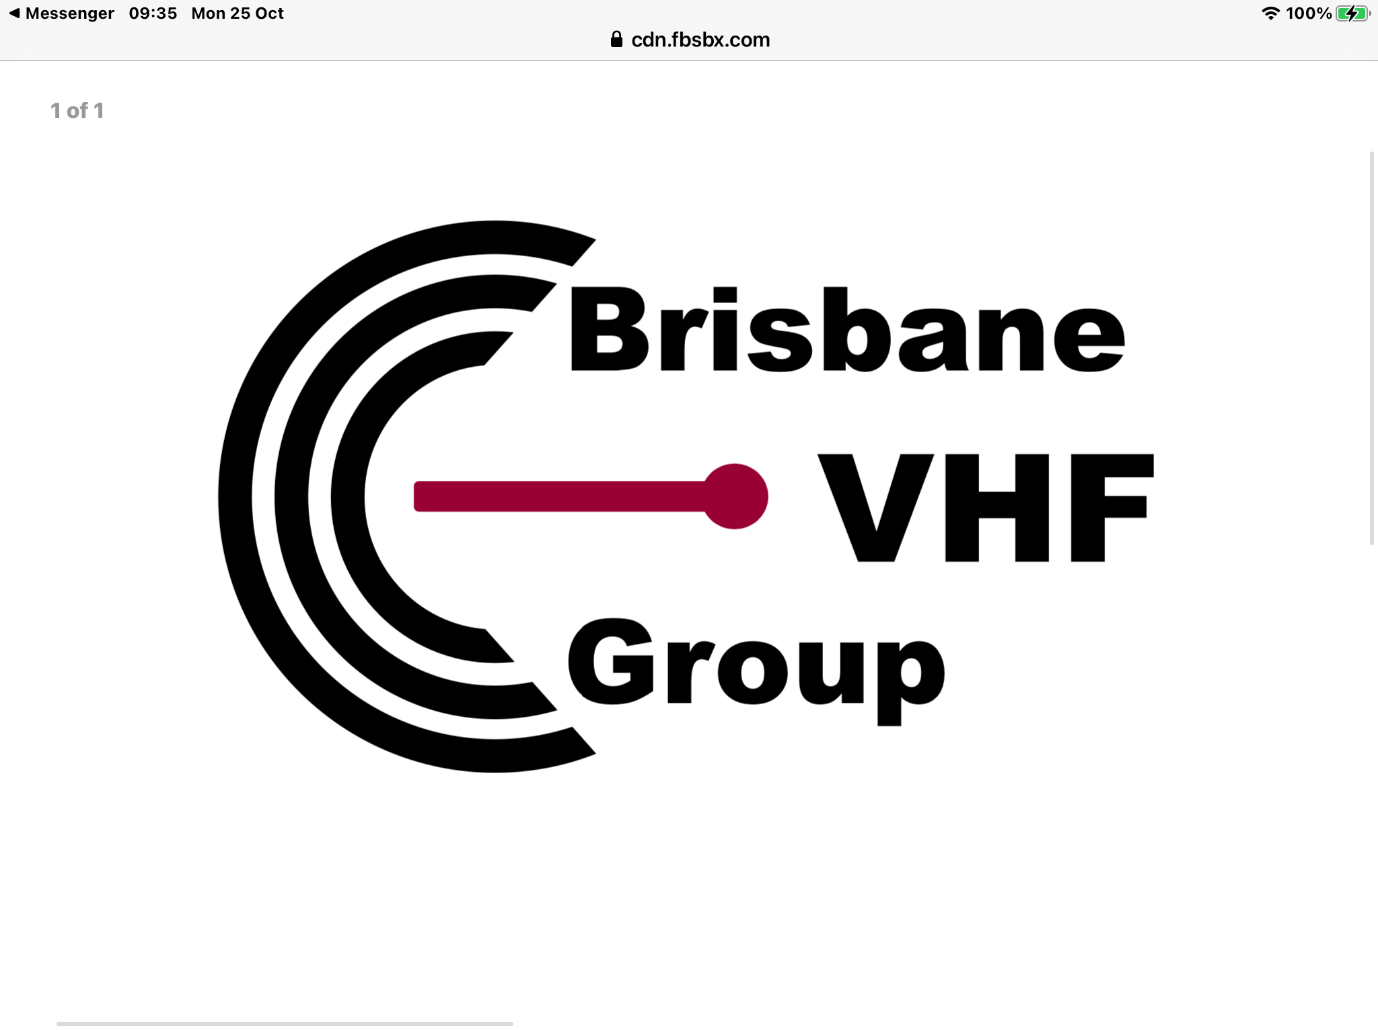 Messenger 09:35 Mon 25 Oct 100%
cdn.fbsbx.com
1 of 1
Brisbane
VHF
Group